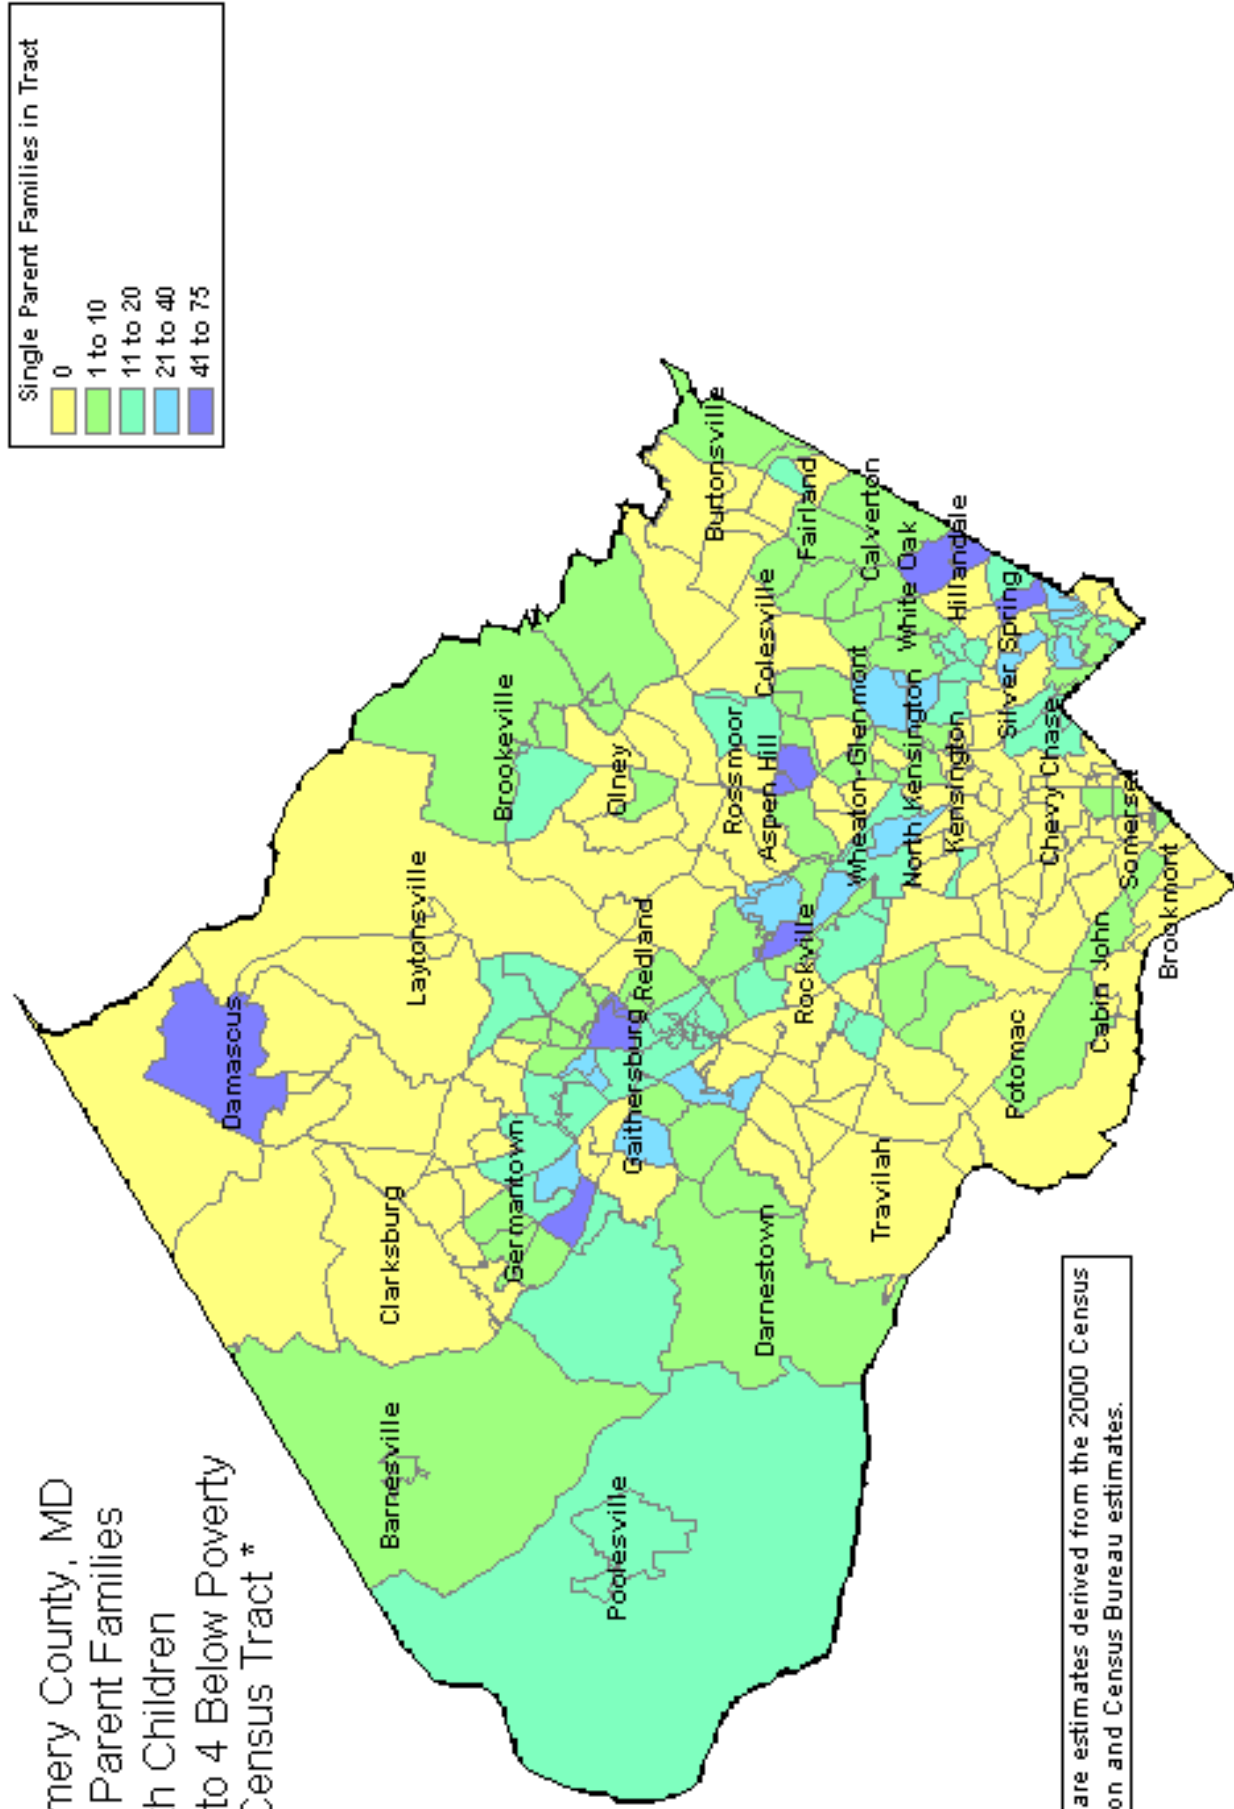 mery County, MD
Parent Families
h Children
to 4 Below Poverty
Census Tract *
Single Parent Families in Tract
0
1 to 10
11 to 20
21 to 40
41 to 75
Damascus
Laytonsville
Clarksburg
Barnesville
Brookeville
Germantown
Olney
Redland
Gaithersburg
Poolesville
Burtonsville
Rossmoor
Aspen Hill
Colesville
Fairland
Darnestown
Rockville
Wheaton-Glenmont
Calverton
Travilah
North Kensington
White Oak
Kensington
Hillandale
Silver Spring
Potomac
Chevy Chase
Cabin John
Somerset
Brookmont
are estimates derived from the 2000 Census
on and Census Bureau estimates.